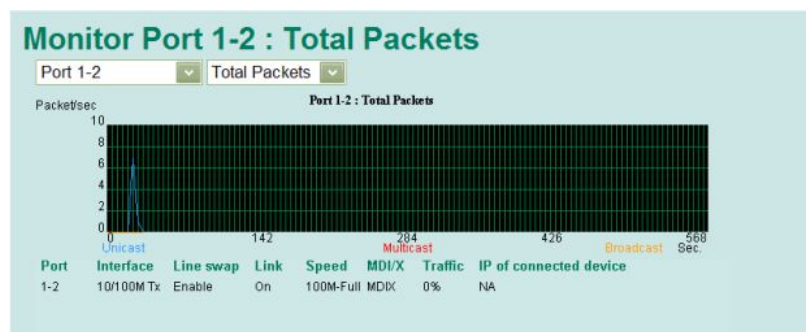 Monitor Port 1-2 : Total Packets
Port 1-2 Total Packets
Packet/sec Port 1-2 : Total Packets
10
8
6
4
2
0
0 142 284 426 568
Unicast Multicast Broadcast Sec.
Port Interface Line swap Link Speed MDI/X Traffic IP of connected device
1-2 10/100M Tx Enable On 100M-Full MDIX 0% NA